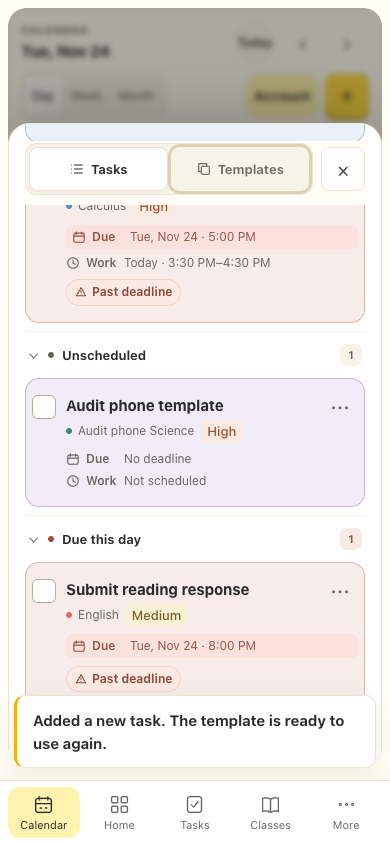 CALENDAR
Tue, Nov 24
Today
Day Week Month
Account
Tasks
Templates
Calculus High
Due Tue, Nov 24 · 5:00 PM
Work Today · 3:30 PM–4:30 PM
Past deadline
Unscheduled 1
Audit phone template
Audit phone Science High
Due No deadline
Work Not scheduled
Due this day 1
Submit reading response
English Medium
Due Tue, Nov 24 · 8:00 PM
Past deadline
Added a new task. The template is ready to
use again.
Calendar Home Tasks Classes More